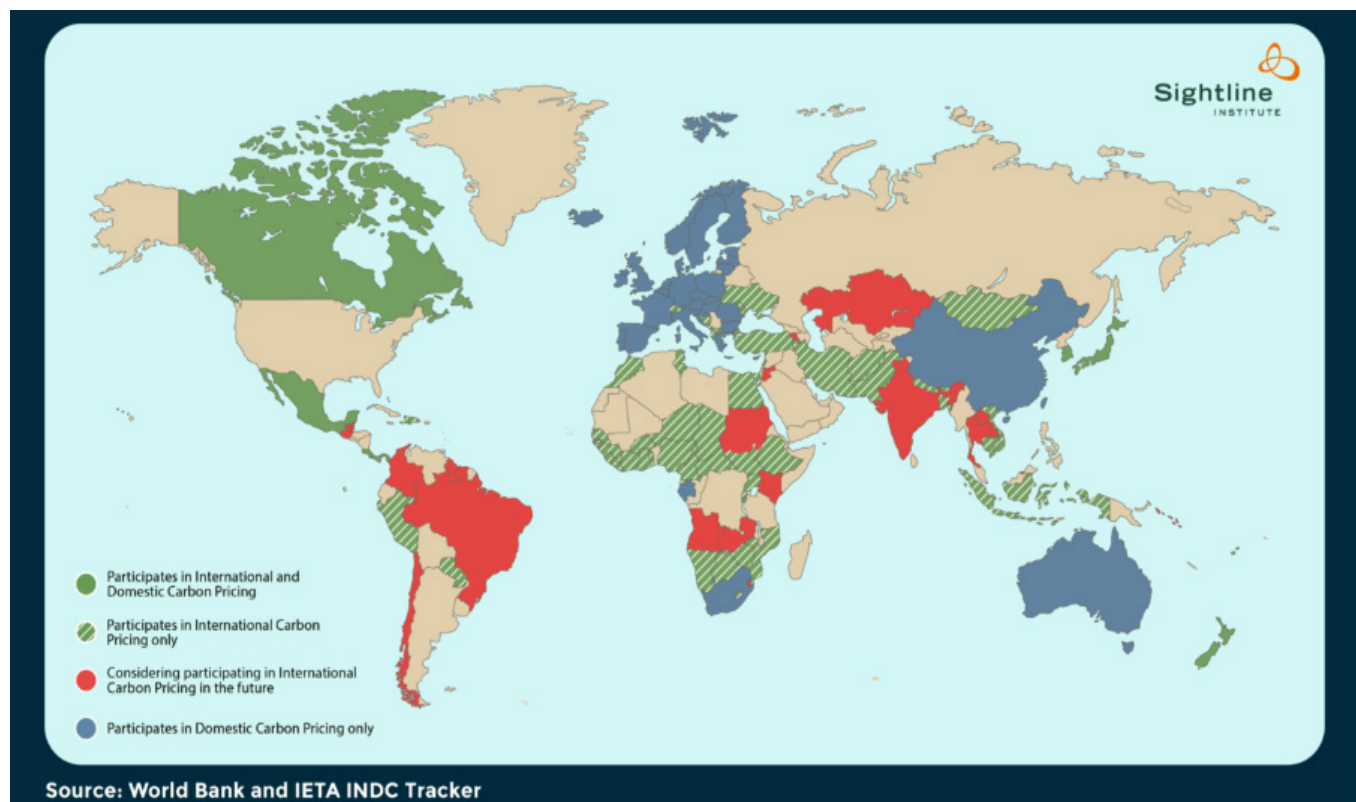 Sightline
INSTITUTE
Participates in International and
Domestic Carbon Pricing
Participates in International Carbon
Pricing only
Considering participating in International
Carbon Pricing in the future
Participates in Domestic Carbon Pricing only
Source: World Bank and IETA INDC Tracker